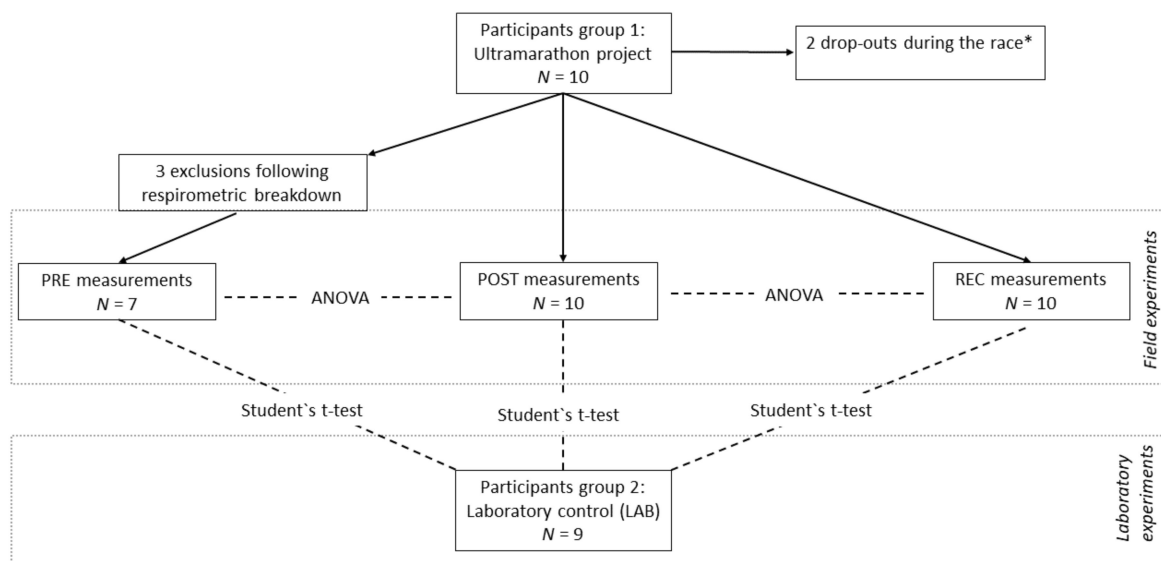 Participants group 1:
Ultramarathon project
N = 10
2 drop-outs during the race*
3 exclusions following
respirometric breakdown
PRE measurements
N = 7
ANOVA
POST measurements
N = 10
ANOVA
REC measurements
N = 10
Field experiments
Student`s t-test
Student`s t-test
Student`s t-test
Participants group 2:
Laboratory control (LAB)
N = 9
Laboratory
experiments